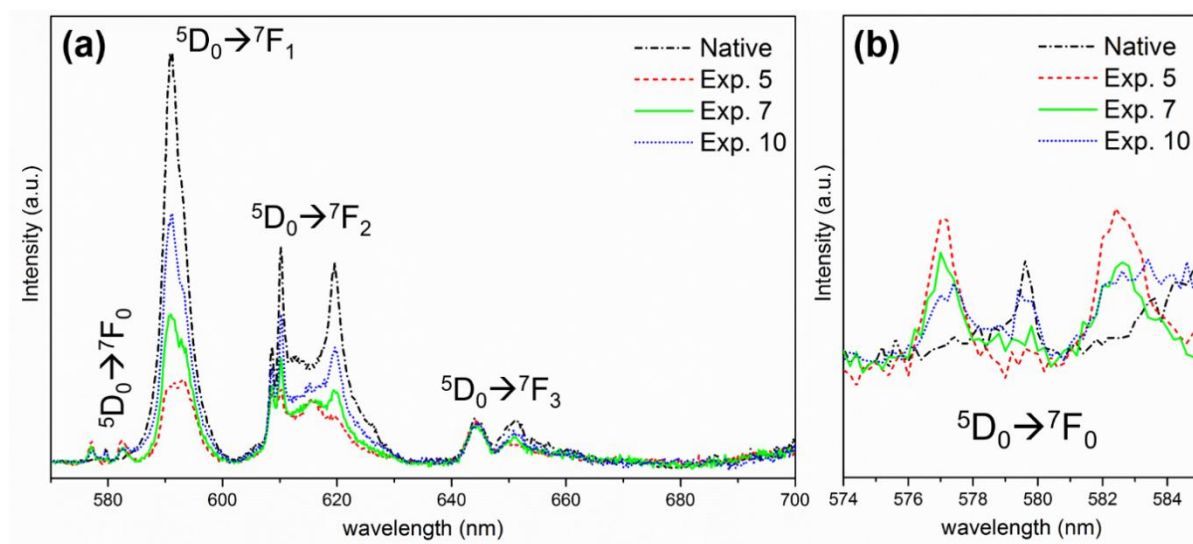 (a)
⁵D₀→⁷F₁
Native
Exp. 5
Exp. 7
Exp. 10
⁵D₀→⁷F₂
⁵D₀→⁷F₀
⁵D₀→⁷F₃
Intensity (a.u.)
580 600 620 640 660 680 700
wavelength (nm)
(b)
Native
Exp. 5
Exp. 7
Exp. 10
Intensity (a.u.)
⁵D₀→⁷F₀
574 576 578 580 582 584
wavelength (nm)